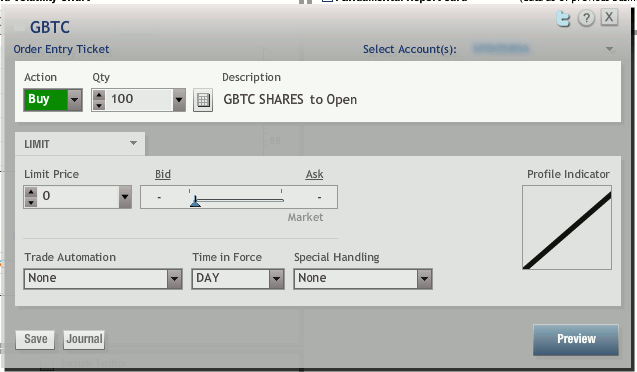 GBTC
Order Entry Ticket
Select Account(s):
Action
Qty
Description
Buy
100
GBTC SHARES to Open
LIMIT
Limit Price
Bid
Ask
Profile Indicator
0
-
-
Market
Trade Automation
Time in Force
Special Handling
None
DAY
None
Save
Journal
Preview